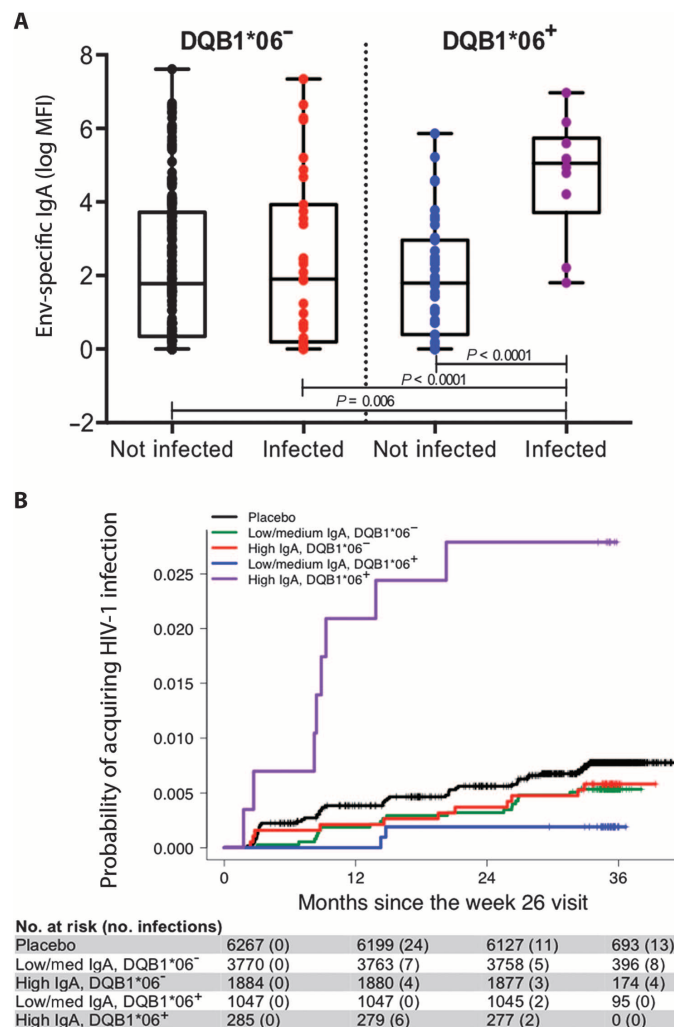 A
DQB1*06⁻ DQB1*06⁺
Env-specific IgA (log MFI)
8
6
4
2
0
−2
P < 0.0001
P < 0.0001
P = 0.006
Not infected Infected Not infected Infected
B
Probability of acquiring HIV-1 infection
Placebo
Low/medium IgA, DQB1*06⁻
High IgA, DQB1*06⁻
Low/medium IgA, DQB1*06⁺
High IgA, DQB1*06⁺
0.025
0.020
0.015
0.010
0.005
0.000
0 12 24 36
Months since the week 26 visit
No. at risk (no. infections)
Placebo 6267 (0) 6199 (24) 6127 (11) 693 (13)
Low/med IgA, DQB1*06⁻ 3770 (0) 3763 (7) 3758 (5) 396 (8)
High IgA, DQB1*06⁻ 1884 (0) 1880 (4) 1877 (3) 174 (4)
Low/med IgA, DQB1*06⁺ 1047 (0) 1047 (0) 1045 (2) 95 (0)
High IgA, DQB1*06⁺ 285 (0) 279 (6) 277 (2) 0 (0)